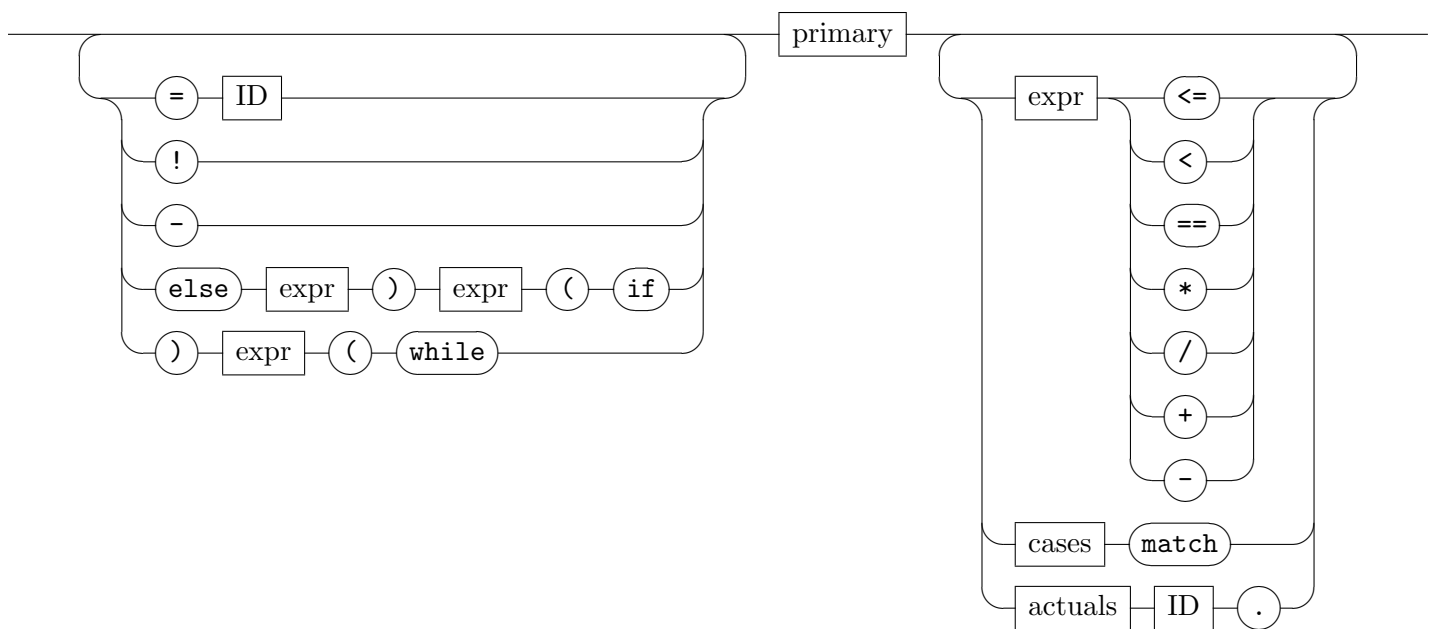 primary
= ID expr <=
! <
- ==
else expr ) expr ( if *
) expr ( while /
+
-
cases match
actuals ID .